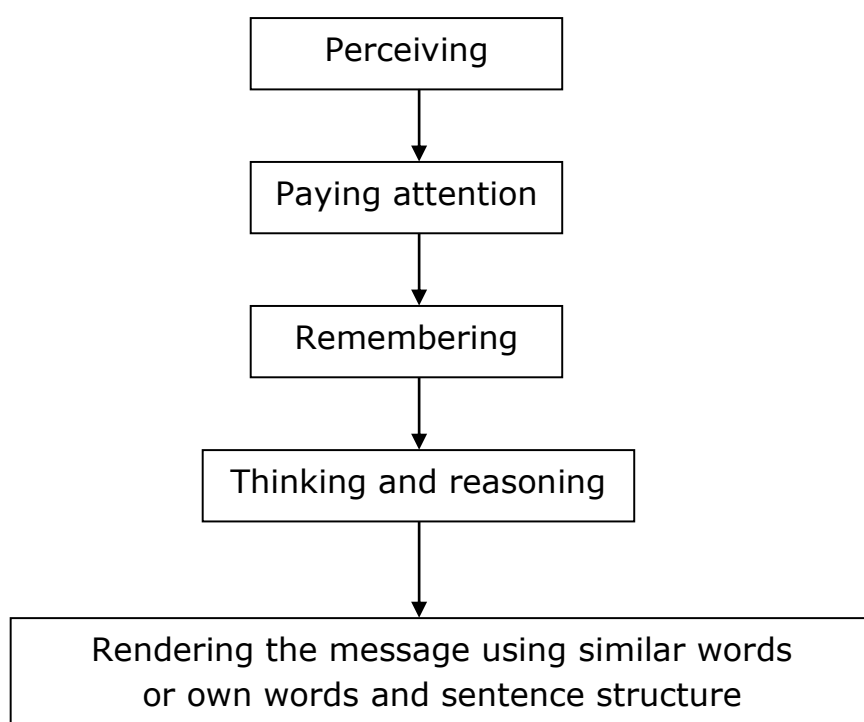 Perceiving
Paying attention
Remembering
Thinking and reasoning
Rendering the message using similar words
or own words and sentence structure